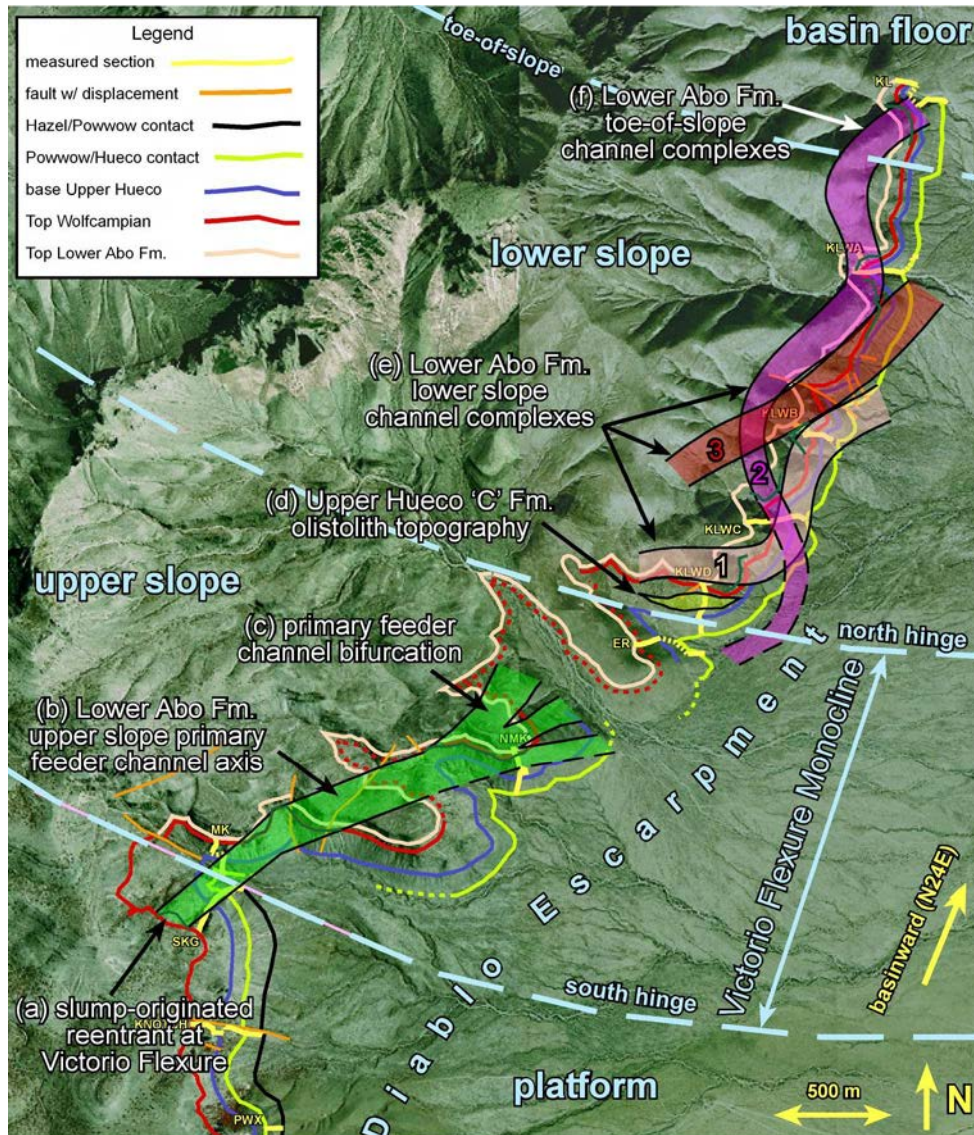 Legend
measured section
fault w/ displacement
Hazel/Powwow contact
Powwow/Hueco contact
base Upper Hueco
Top Wolfcampian
Top Lower Abo Fm.
toe-of-slope
basin floor
KL
(f) Lower Abo Fm.
toe-of-slope
channel complexes
lower slope
KLWA
(e) Lower Abo Fm.
lower slope
channel complexes
KLWB
3
2
(d) Upper Hueco 'C' Fm.
olistolith topography
KLWC
1
KLWD
upper slope
(c) primary feeder
channel bifurcation
ER
north hinge
(b) Lower Abo Fm.
upper slope primary
feeder channel axis
NMK
MK
SKG
Diablo Escarpment
Victorio Flexure Monocline
basinward (N24E)
(a) slump-originated
reentrant at
Victorio Flexure
KNOTCH
south hinge
platform
PWX
500 m
N